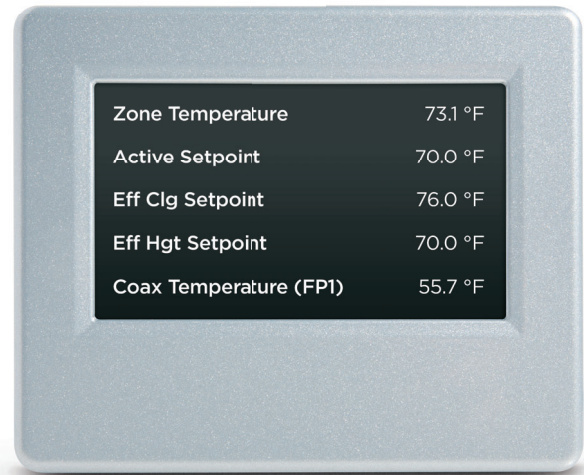 Zone Temperature 73.1 °F
Active Setpoint 70.0 °F
Eff Clg Setpoint 76.0 °F
Eff Hgt Setpoint 70.0 °F
Coax Temperature (FP1) 55.7 °F